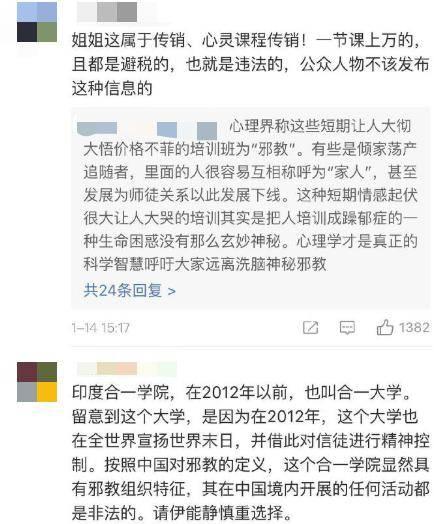 姐姐这属于传销、心灵课程传销！一节课上万的，
且都是避税的，也就是违法的，公众人物不该发布
这种信息的
心理界称这些短期让人大彻
大悟价格不菲的培训班为“邪教”。有些是倾家荡产
追随者，里面的人很容易互相称呼为“家人”，甚至
发展为师徒关系以此发展下线。这种短期情感起伏
很大让人大哭的培训其实是把人培训成躁郁症的一
种生命困惑没有那么玄妙神秘。心理学才是真正的
科学智慧呼吁大家远离洗脑神秘邪教
共24条回复 >
1-14 15:17
1382
印度合一学院，在2012年以前，也叫合一大学。
留意到这个大学，是因为在2012年，这个大学也
在全世界宣扬世界末日，并借此对信徒进行精神控
制。按照中国对邪教的定义，这个合一学院显然具
有邪教组织特征，其在中国境内开展的任何活动都
是非法的。请伊能静慎重选择。